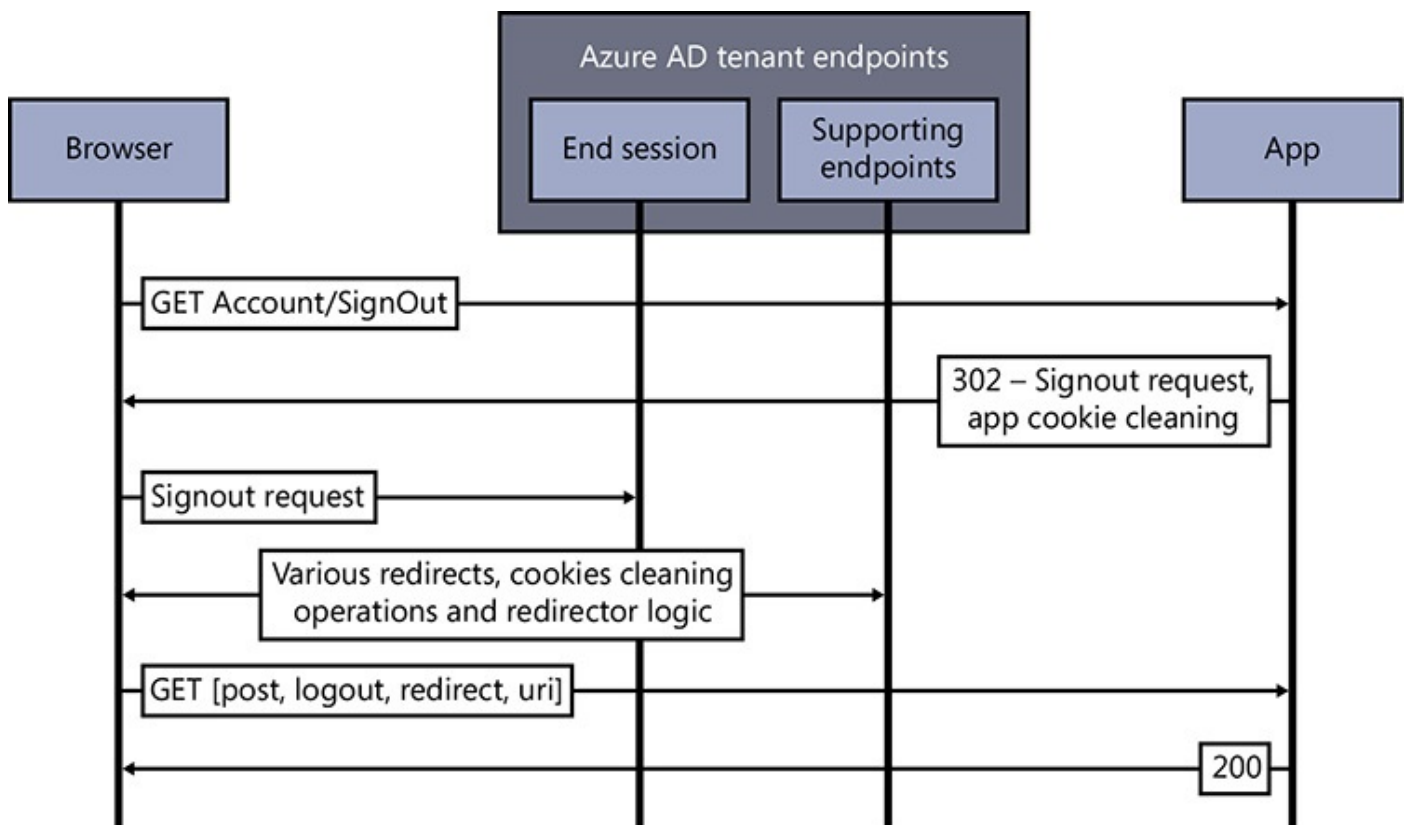 Azure AD tenant endpoints
Browser
End session
Supporting
endpoints
App
GET Account/SignOut
302 – Signout request,
app cookie cleaning
Signout request
Various redirects, cookies cleaning
operations and redirector logic
GET [post, logout, redirect, uri]
200